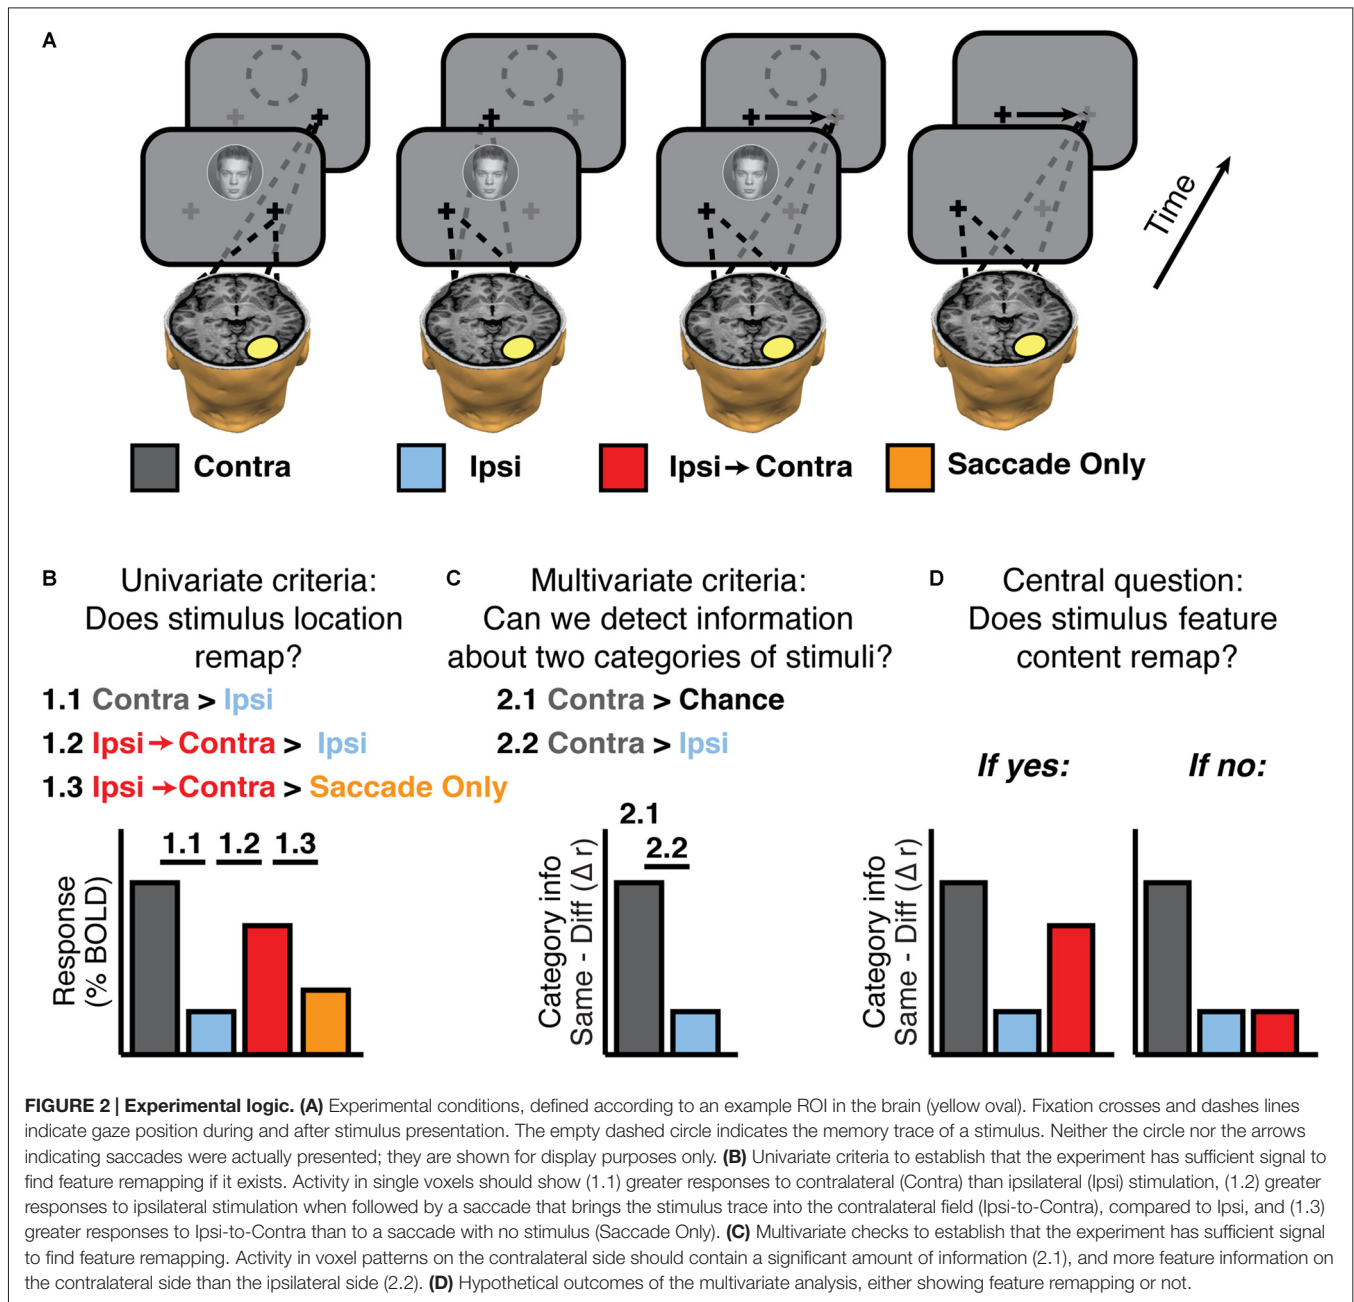 A
Time
Contra
Ipsi
Ipsi→Contra
Saccade Only
B
Univariate criteria:
Does stimulus location
remap?
1.1 Contra > Ipsi
1.2 Ipsi→Contra > Ipsi
1.3 Ipsi→Contra > Saccade Only
1.1 1.2 1.3
Response
(% BOLD)
C
Multivariate criteria:
Can we detect information
about two categories of stimuli?
2.1 Contra > Chance
2.2 Contra > Ipsi
2.1
2.2
Category info
Same - Diff (Δ r)
D
Central question:
Does stimulus feature
content remap?
If yes: If no:
Category info
Same - Diff (Δ r)
FIGURE 2 | Experimental logic. (A) Experimental conditions, defined according to an example ROI in the brain (yellow oval). Fixation crosses and dashes lines
indicate gaze position during and after stimulus presentation. The empty dashed circle indicates the memory trace of a stimulus. Neither the circle nor the arrows
indicating saccades were actually presented; they are shown for display purposes only. (B) Univariate criteria to establish that the experiment has sufficient signal to
find feature remapping if it exists. Activity in single voxels should show (1.1) greater responses to contralateral (Contra) than ipsilateral (Ipsi) stimulation, (1.2) greater
responses to ipsilateral stimulation when followed by a saccade that brings the stimulus trace into the contralateral field (Ipsi-to-Contra), compared to Ipsi, and (1.3)
greater responses to Ipsi-to-Contra than to a saccade with no stimulus (Saccade Only). (C) Multivariate checks to establish that the experiment has sufficient signal
to find feature remapping. Activity in voxel patterns on the contralateral side should contain a significant amount of information (2.1), and more feature information on
the contralateral side than the ipsilateral side (2.2). (D) Hypothetical outcomes of the multivariate analysis, either showing feature remapping or not.